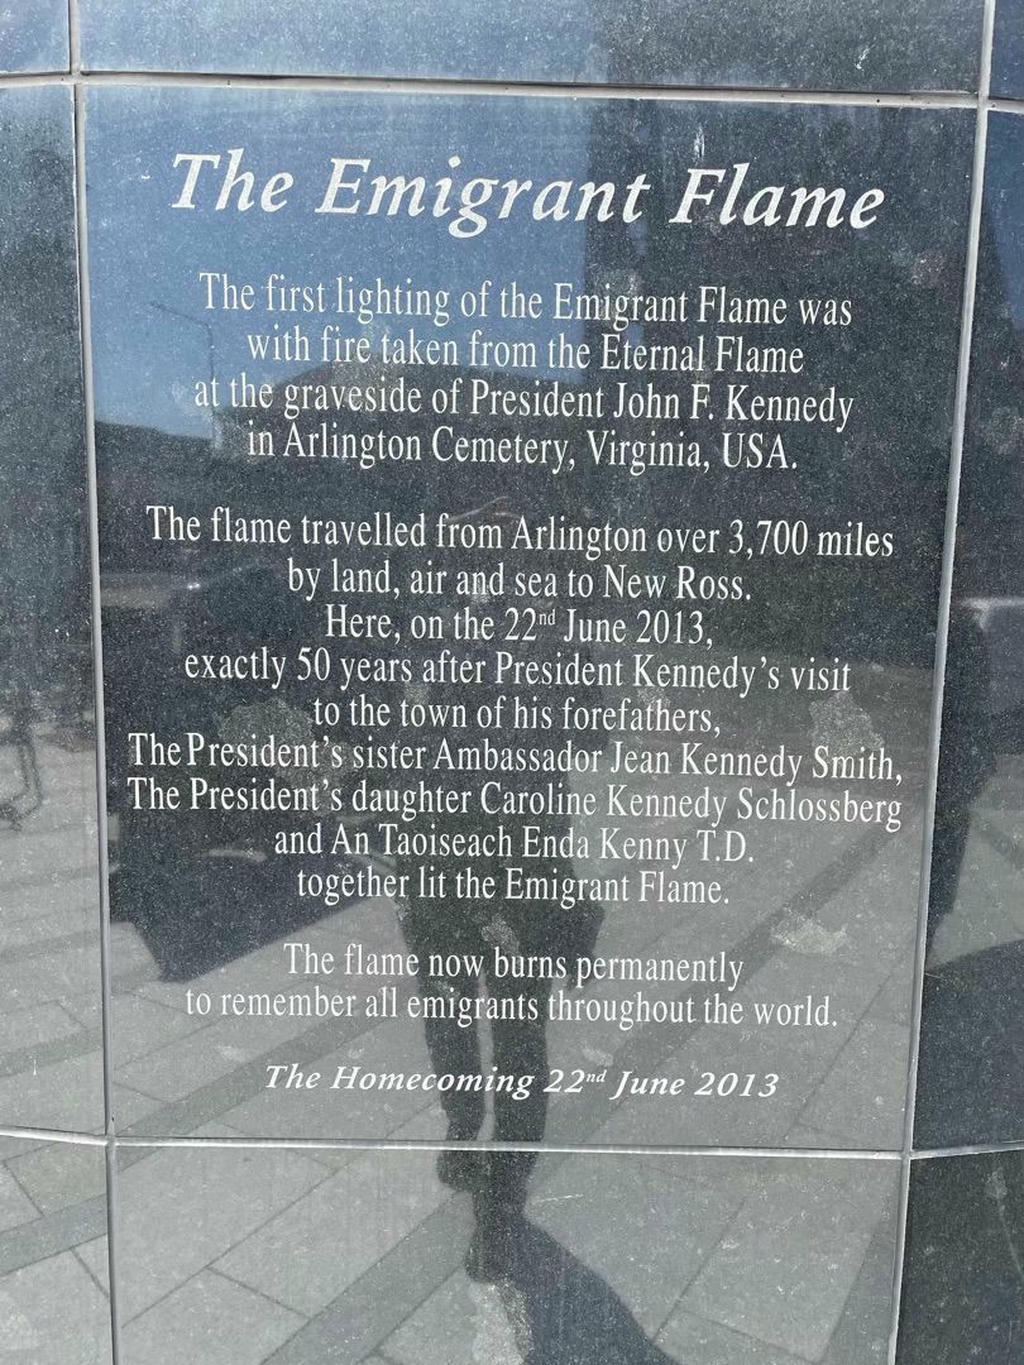 The Emigrant Flame
The first lighting of the Emigrant Flame was
with fire taken from the Eternal Flame
at the graveside of President John F. Kennedy
in Arlington Cemetery, Virginia, USA.
The flame travelled from Arlington over 3,700 miles
by land, air and sea to New Ross.
Here, on the 22nd June 2013,
exactly 50 years after President Kennedy's visit
to the town of his forefathers,
The President's sister Ambassador Jean Kennedy Smith,
The President's daughter Caroline Kennedy Schlossberg
and An Taoiseach Enda Kenny T.D.
together lit the Emigrant Flame.
The flame now burns permanently
to remember all emigrants throughout the world.
The Homecoming 22nd June 2013